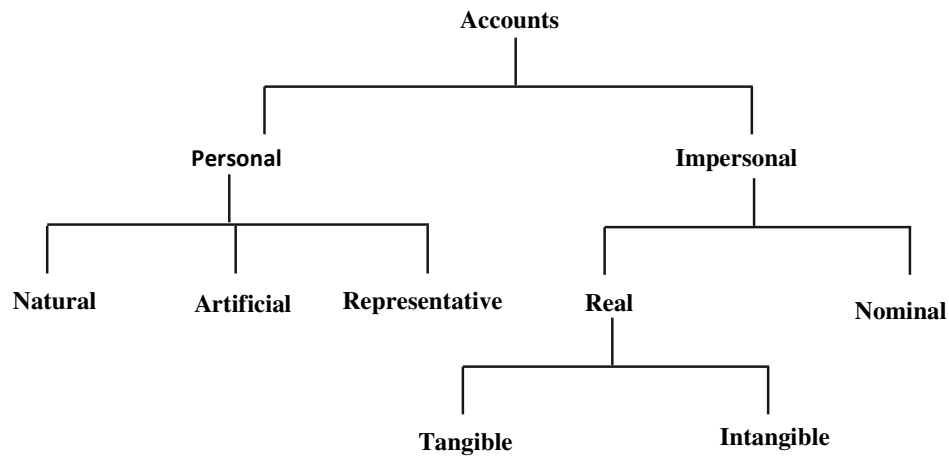 Accounts
Personal
Impersonal
Natural
Artificial
Representative
Real
Nominal
Tangible
Intangible